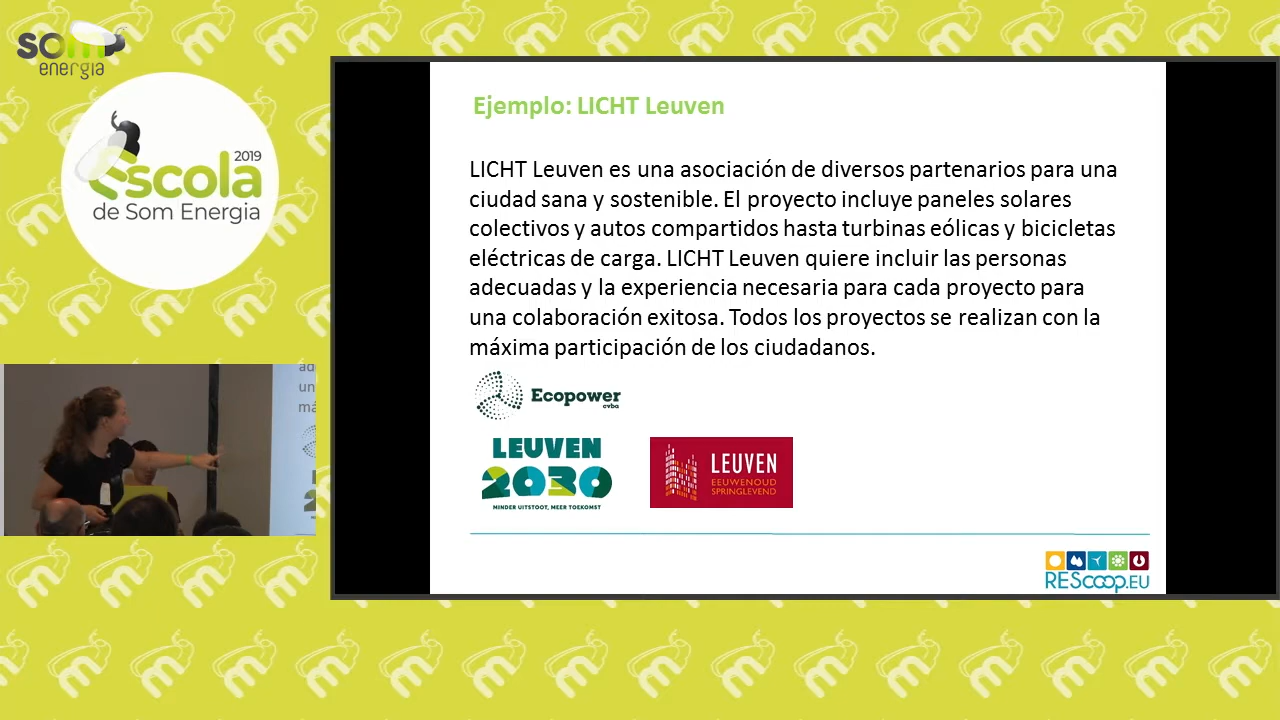 som
energia
2019
Escola
de Som Energia
Ejemplo: LICHT Leuven
LICHT Leuven es una asociación de diversos partenarios para una
ciudad sana y sostenible. El proyecto incluye paneles solares
colectivos y autos compartidos hasta turbinas eólicas y bicicletas
eléctricas de carga. LICHT Leuven quiere incluir las personas
adecuadas y la experiencia necesaria para cada proyecto para
una colaboración exitosa. Todos los proyectos se realizan con la
máxima participación de los ciudadanos.
Ecopower
cvba
LEUVEN
2030
MINDER UITSTOOT, MEER TOEKOMST
LEUVEN
EEUWENOUD
SPRINGLEVEND
REScoop.EU
ad
un
má